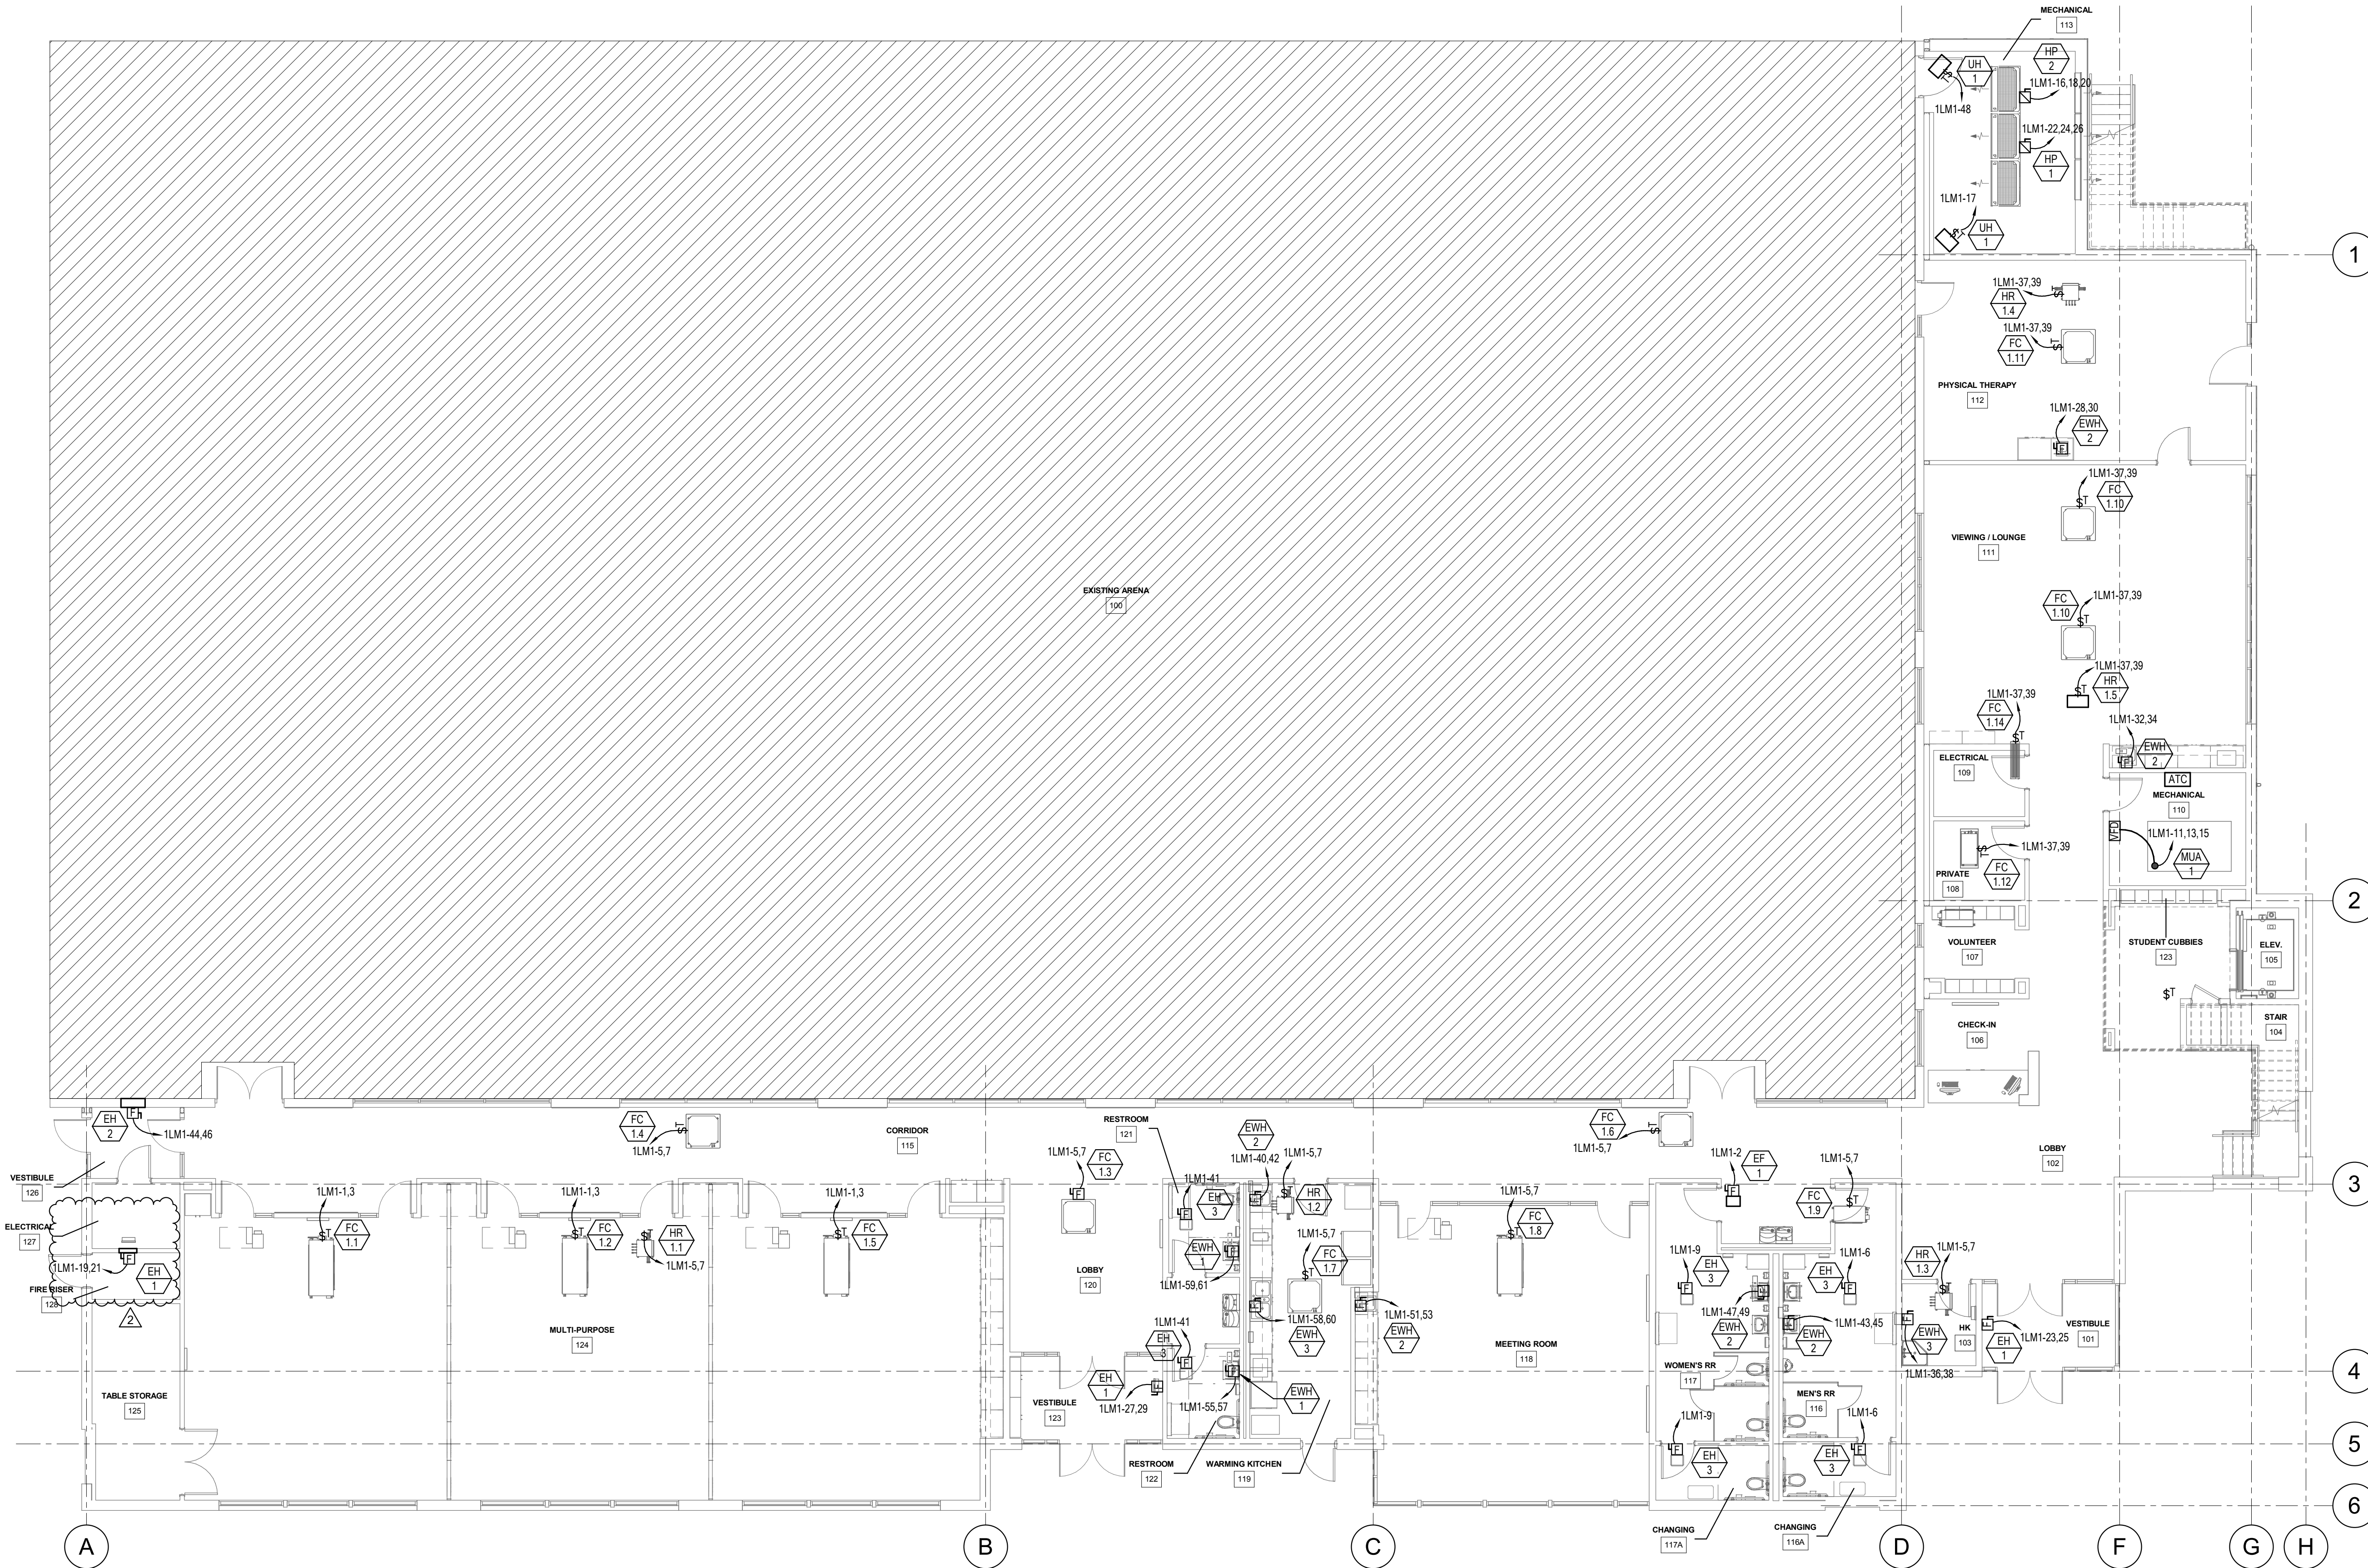 MECHANICAL
113
HP
2
UH
1
1LM1-16,18,20
1LM1-48
1LM1-22,24,26
HP
1
1LM1-17
UH
1
1
1LM1-37,39
HR
1.4
$T
1LM1-37,39
FC
1.11
$T
PHYSICAL THERAPY
112
1LM1-28,30
EWH
2
F
1LM1-37,39
FC
1.10
$T
VIEWING / LOUNGE
111
EXISTING ARENA
100
FC
1.10
1LM1-37,39
$T
1LM1-37,39
HR
1.5
$T
1LM1-37,39
FC
1.14
$T
1LM1-32,34
EWH
2
F
ELECTRICAL
109
ATC
MECHANICAL
110
VFD
1LM1-11,13,15
MUA
1
1LM1-37,39
$T
FC
1.12
PRIVATE
108
2
VOLUNTEER
107
STUDENT CUBBIES
123
ELEV.
105
$T
CHECK-IN
106
STAIR
104
F
EH
2
1LM1-44,46
FC
1.4
$T
1LM1-5,7
CORRIDOR
115
RESTROOM
121
EWH
2
FC
1.6
$T
1LM1-5,7
LOBBY
102
VESTIBULE
126
1LM1-5,7
FC
1.3
F
1LM1-41
EH
3
F
1LM1-40,42
1LM1-5,7
HR
1.2
$T
1LM1-2
EF
1
F
1LM1-5,7
FC
1.9
$T
3
ELECTRICAL
127
1LM1-1,3
FC
1.1
$T
1LM1-1,3
FC
1.2
$T
HR
1.1
$T
1LM1-5,7
1LM1-1,3
FC
1.5
$T
1LM1-5,7
FC
1.8
$T
1LM1-19,21
F
EH
1
FIRE RISER
128
2
LOBBY
120
EWH
1
F
1LM1-59,61
1LM1-5,7
FC
1.7
$T
1LM1-9
EH
3
F
1LM1-6
EH
3
F
HR
1.3
1LM1-5,7
$T
MULTI-PURPOSE
124
1LM1-41
EH
3
F
1LM1-58,60
EWH
3
F
1LM1-51,53
EWH
2
F
MEETING ROOM
118
1LM1-47,49
EWH
2
F
1LM1-43,45
EWH
2
F
F
EWH
3
1LM1-36,38
HK
103
F
EH
1
1LM1-23,25
VESTIBULE
101
TABLE STORAGE
125
VESTIBULE
123
EH
1
F
1LM1-27,29
1LM1-55,57
F
EWH
1
WOMEN'S RR
117
MEN'S RR
116
4
1LM1-9
F
EH
3
1LM1-6
F
EH
3
5
RESTROOM
122
WARMING KITCHEN
119
CHANGING
117A
CHANGING
116A
6
A
B
C
D
F
G
H